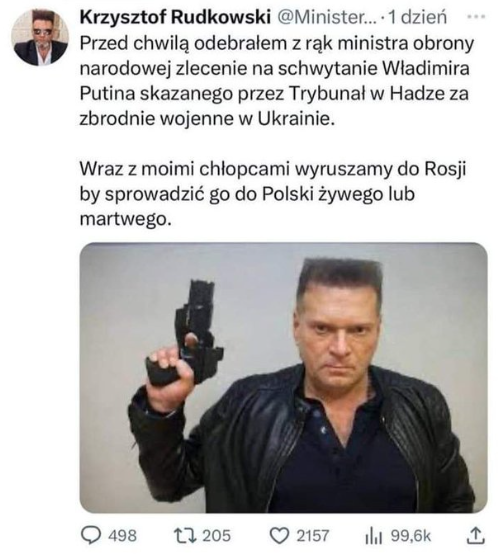 Krzysztof Rudkowski @Minister... · 1 dzień
Przed chwilą odebrałem z rąk ministra obrony
narodowej zlecenie na schwytanie Władimira
Putina skazanego przez Trybunał w Hadze za
zbrodnie wojenne w Ukrainie.
Wraz z moimi chłopcami wyruszamy do Rosji
by sprowadzić go do Polski żywego lub
martwego.
498 205 2157 99,6k